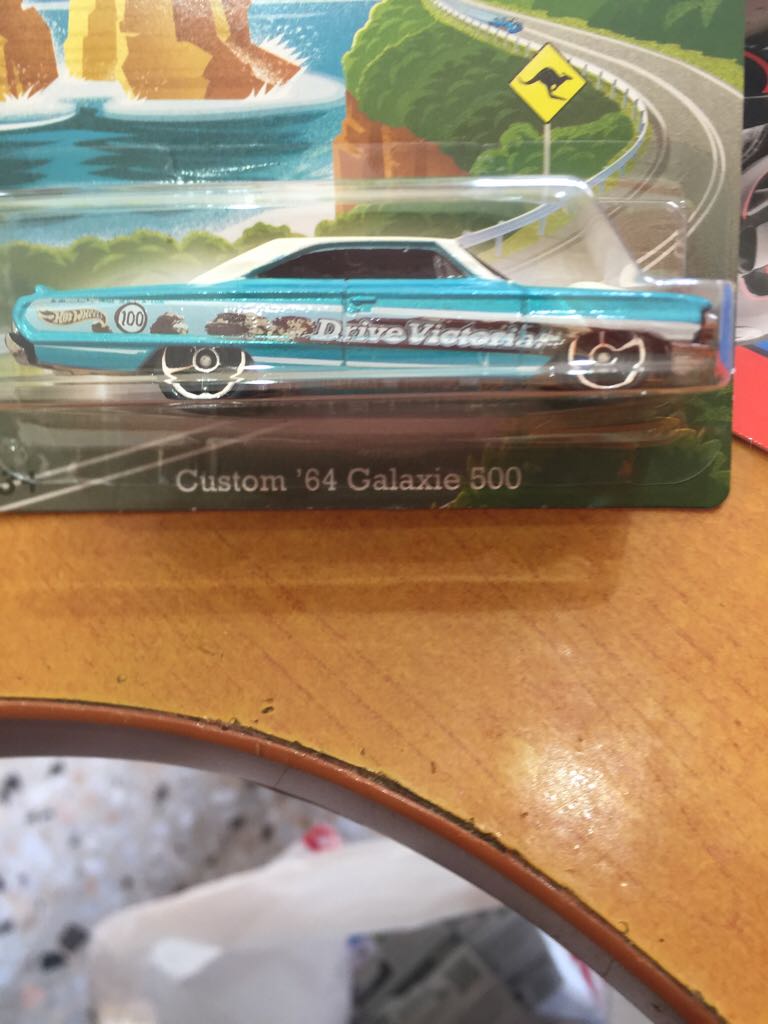 HOT WHEELS
100
Drive Victoria
Custom '64 Galaxie 500